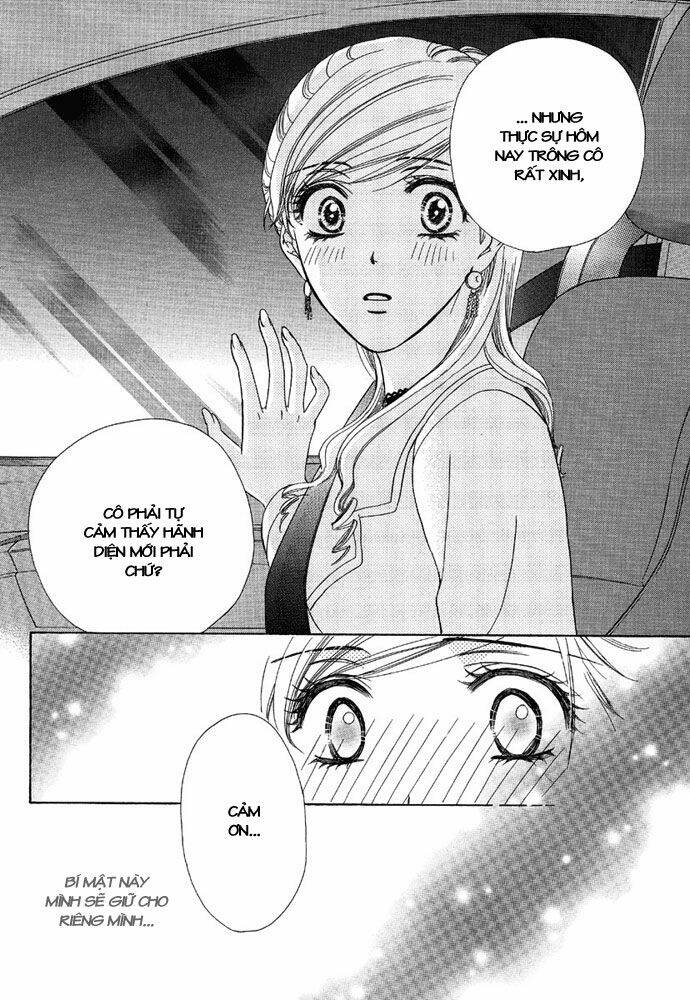 ... NHƯNG
THỰC SỰ HÔM
NAY TRÔNG CÔ
RẤT XINH,
CÔ PHẢI TỰ
CẢM THẤY HÃNH
DIỆN MỚI PHẢI
CHỨ?
CẢM
ƠN...
BÍ MẬT NÀY
MÌNH SẼ GIỮ CHO
RIÊNG MÌNH...